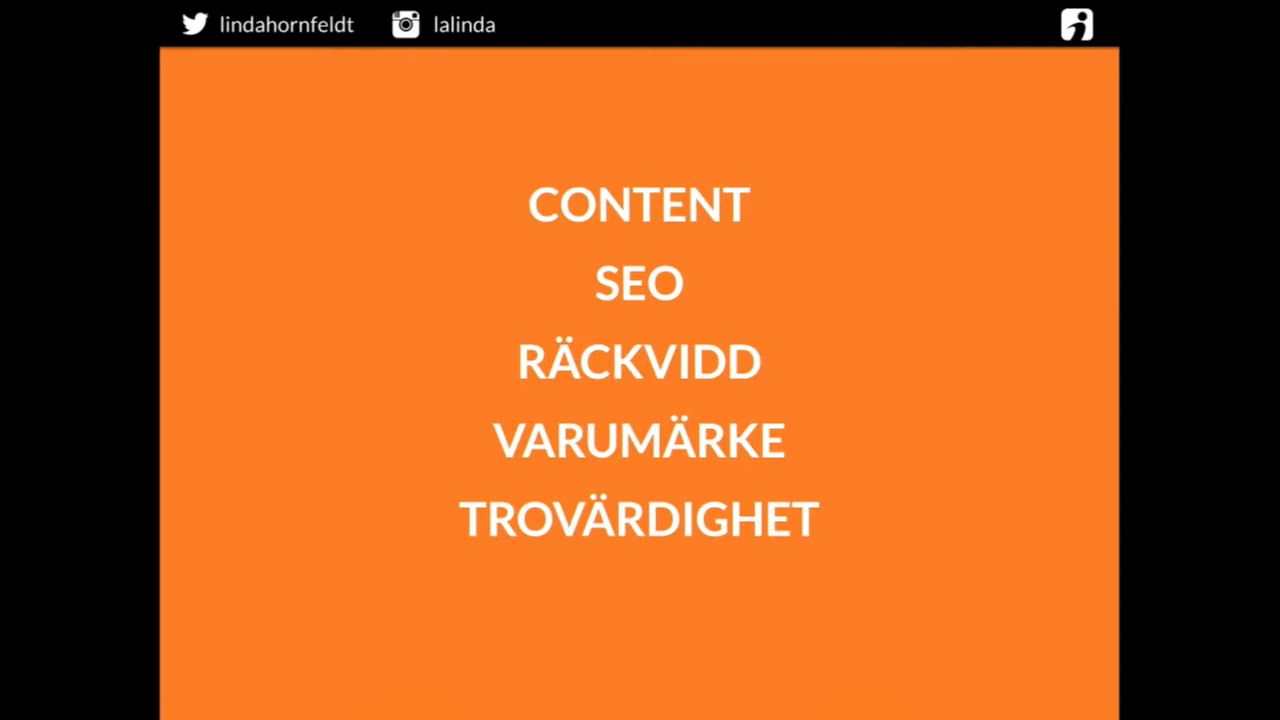 lindahornfeldt lalinda
CONTENT
SEO
RÄCKVIDD
VARUMÄRKE
TROVÄRDIGHET